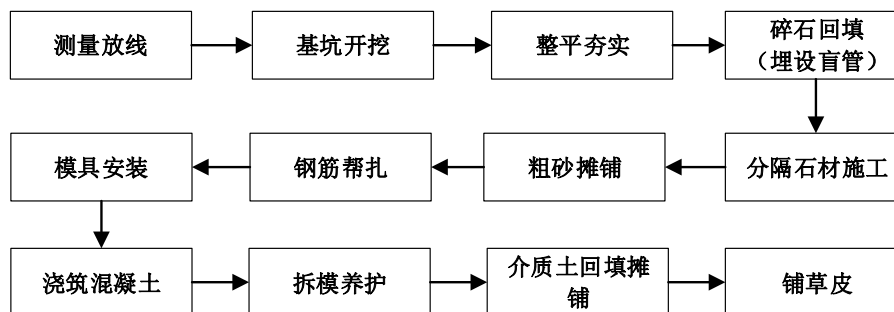 测量放线
基坑开挖
整平夯实
碎石回填
（埋设盲管）
分隔石材施工
粗砂摊铺
钢筋帮扎
模具安装
浇筑混凝土
拆模养护
介质土回填摊
铺
铺草皮